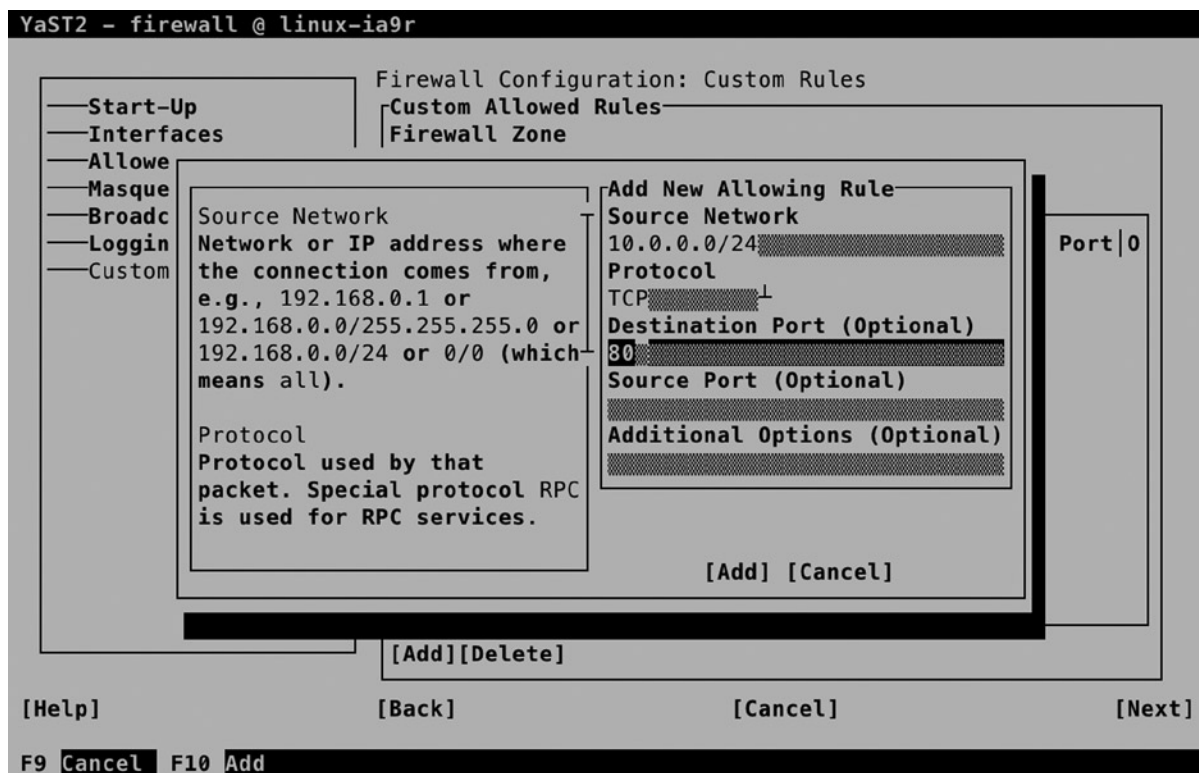 YaST2 - firewall @ linux-ia9r
Firewall Configuration: Custom Rules
Start-Up
Interfaces
Allowe
Masque
Broadc
Loggin
Custom
Custom Allowed Rules
Firewall Zone
Port|O
Source Network
Network or IP address where
the connection comes from,
e.g., 192.168.0.1 or
192.168.0.0/255.255.255.0 or
192.168.0.0/24 or 0/0 (which
means all).
Protocol
Protocol used by that
packet. Special protocol RPC
is used for RPC services.
Add New Allowing Rule
Source Network
10.0.0.0/24
Protocol
TCP
Destination Port (Optional)
80
Source Port (Optional)
Additional Options (Optional)
[Add] [Cancel]
[Add][Delete]
[Help] [Back] [Cancel] [Next]
F9 Cancel F10 Add